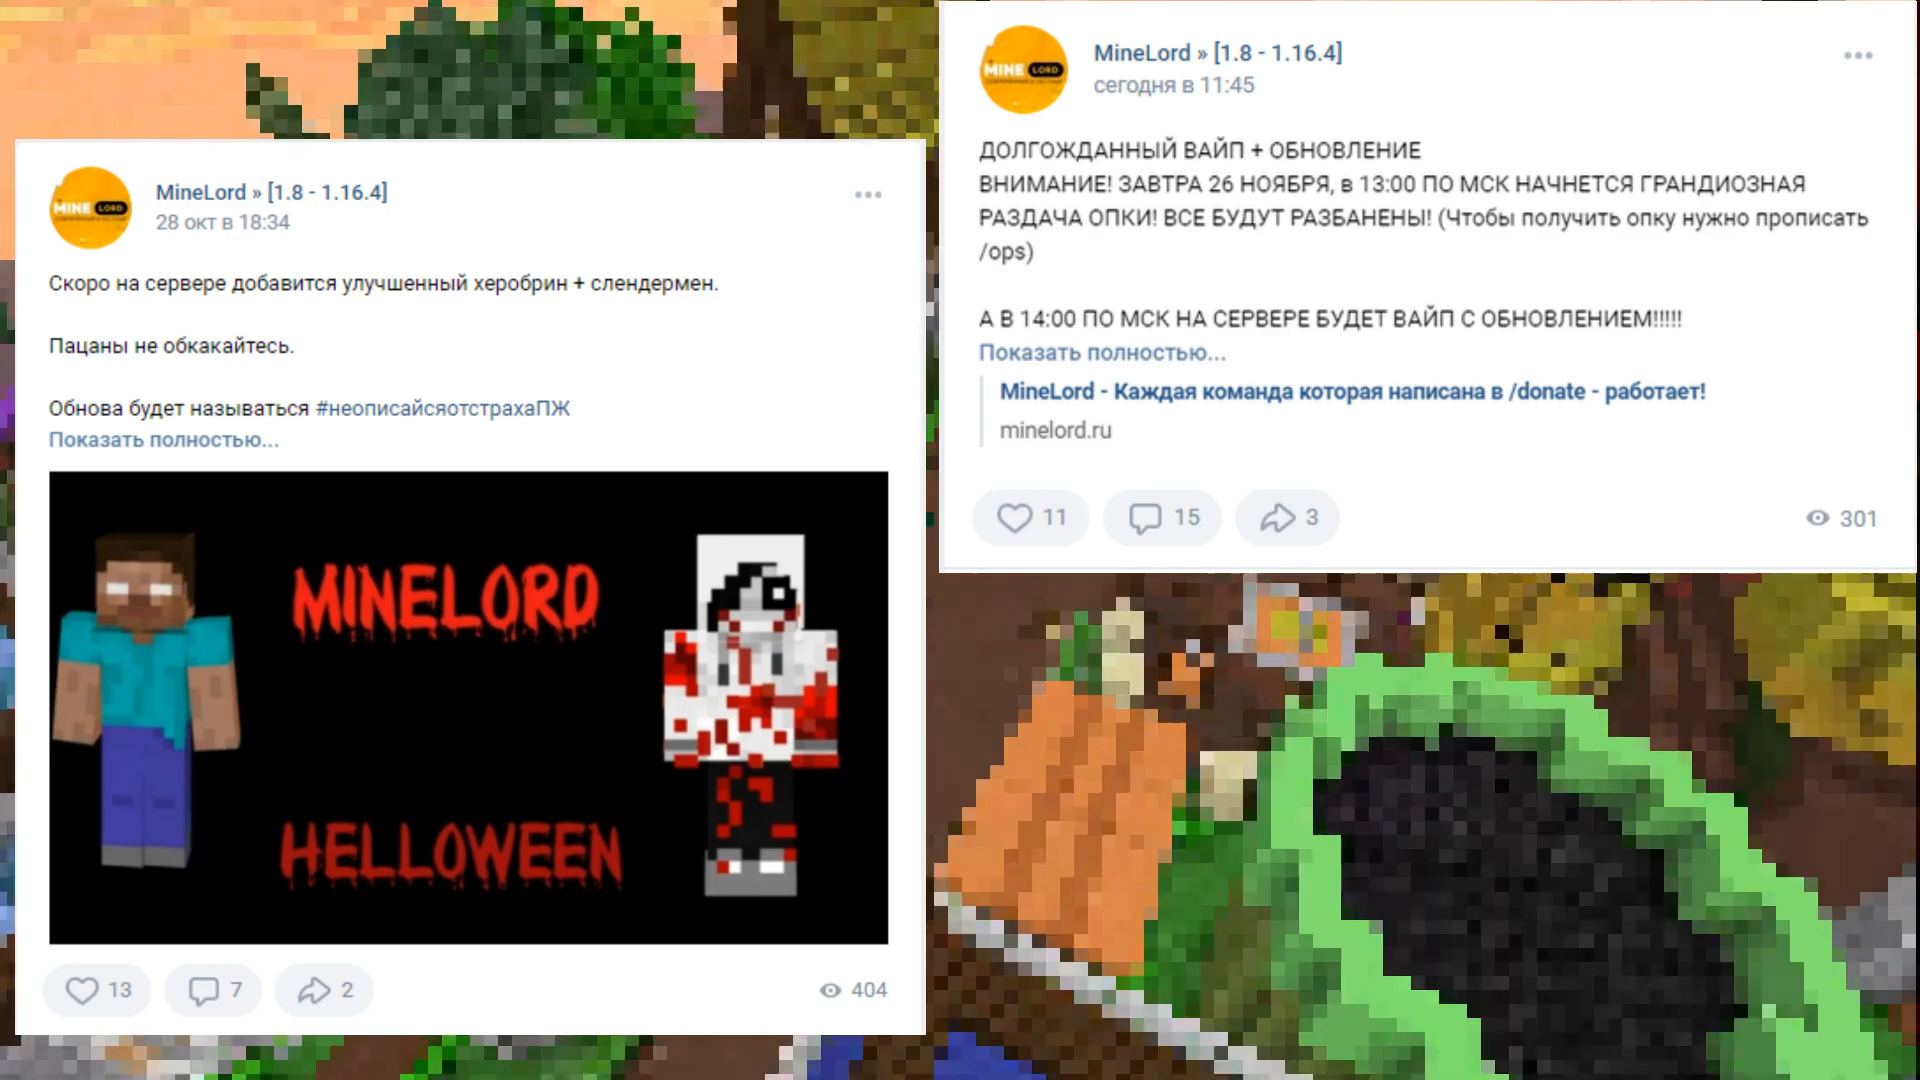 MINE LORD
MineLord » [1.8 - 1.16.4]
28 окт в 18:34
Скоро на сервере добавится улучшенный херобрин + слендермен.
Пацаны не обкакайтесь.
Обнова будет называться #неописайсяотстрахаПЖ
Показать полностью...
MINELORD
HELLOWEEN
13
7
2
404
MINE LORD
MineLord » [1.8 - 1.16.4]
сегодня в 11:45
ДОЛГОЖДАННЫЙ ВАЙП + ОБНОВЛЕНИЕ
ВНИМАНИЕ! ЗАВТРА 26 НОЯБРЯ, в 13:00 ПО МСК НАЧНЕТСЯ ГРАНДИОЗНАЯ
РАЗДАЧА ОПКИ! ВСЕ БУДУТ РАЗБАНЕНЫ! (Чтобы получить опку нужно прописать
/ops)
А В 14:00 ПО МСК НА СЕРВЕРЕ БУДЕТ ВАЙП С ОБНОВЛЕНИЕМ!!!!!
Показать полностью...
MineLord - Каждая команда которая написана в /donate - работает!
minelord.ru
11
15
3
301